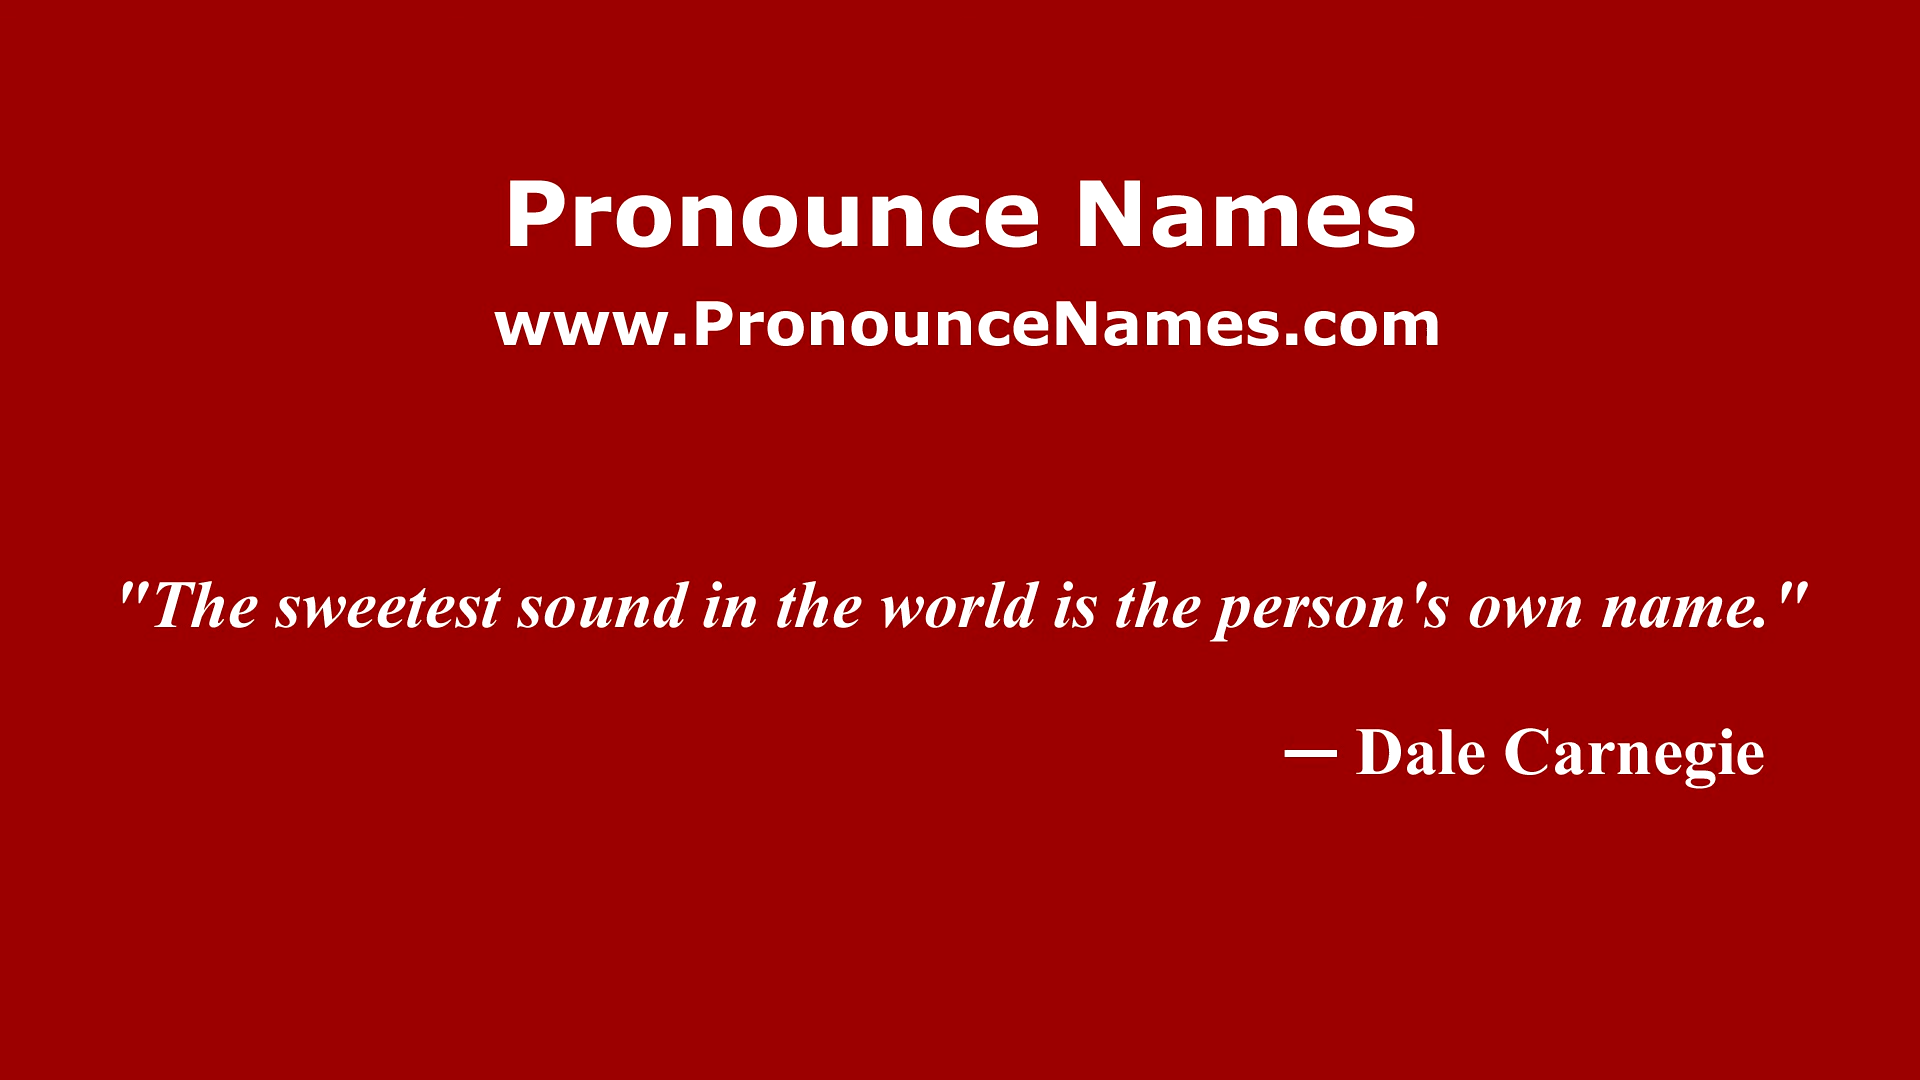 Pronounce Names
www.PronounceNames.com
"The sweetest sound in the world is the person's own name."
— Dale Carnegie